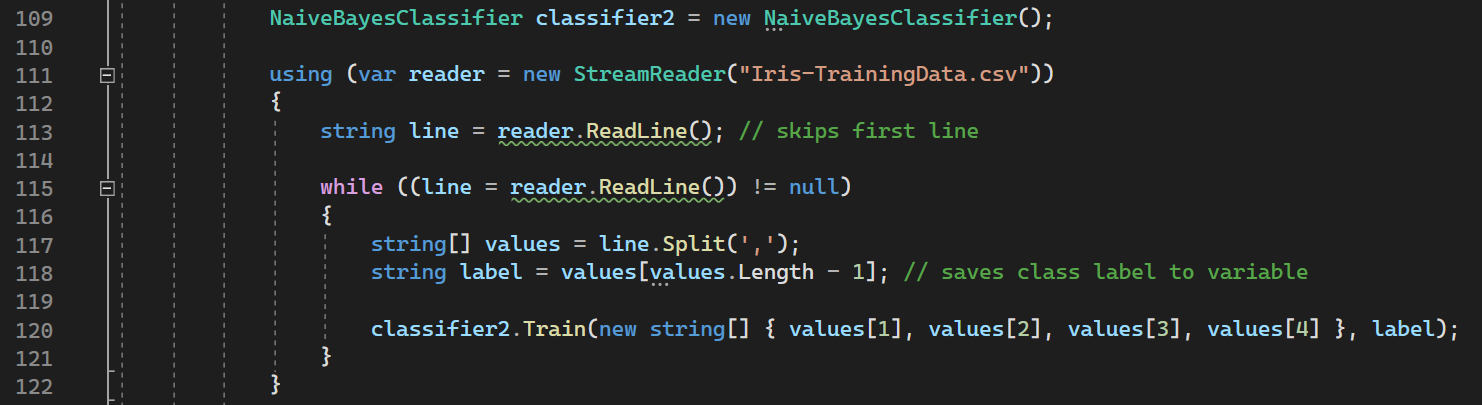 109 NaiveBayesClassifier classifier2 = new NaiveBayesClassifier();
110
111 using (var reader = new StreamReader("Iris-TrainingData.csv"))
112 {
113 string line = reader.ReadLine(); // skips first line
114
115 while ((line = reader.ReadLine()) != null)
116 {
117 string[] values = line.Split(',');
118 string label = values[values.Length - 1]; // saves class label to variable
119
120 classifier2.Train(new string[] { values[1], values[2], values[3], values[4] }, label);
121 }
122 }